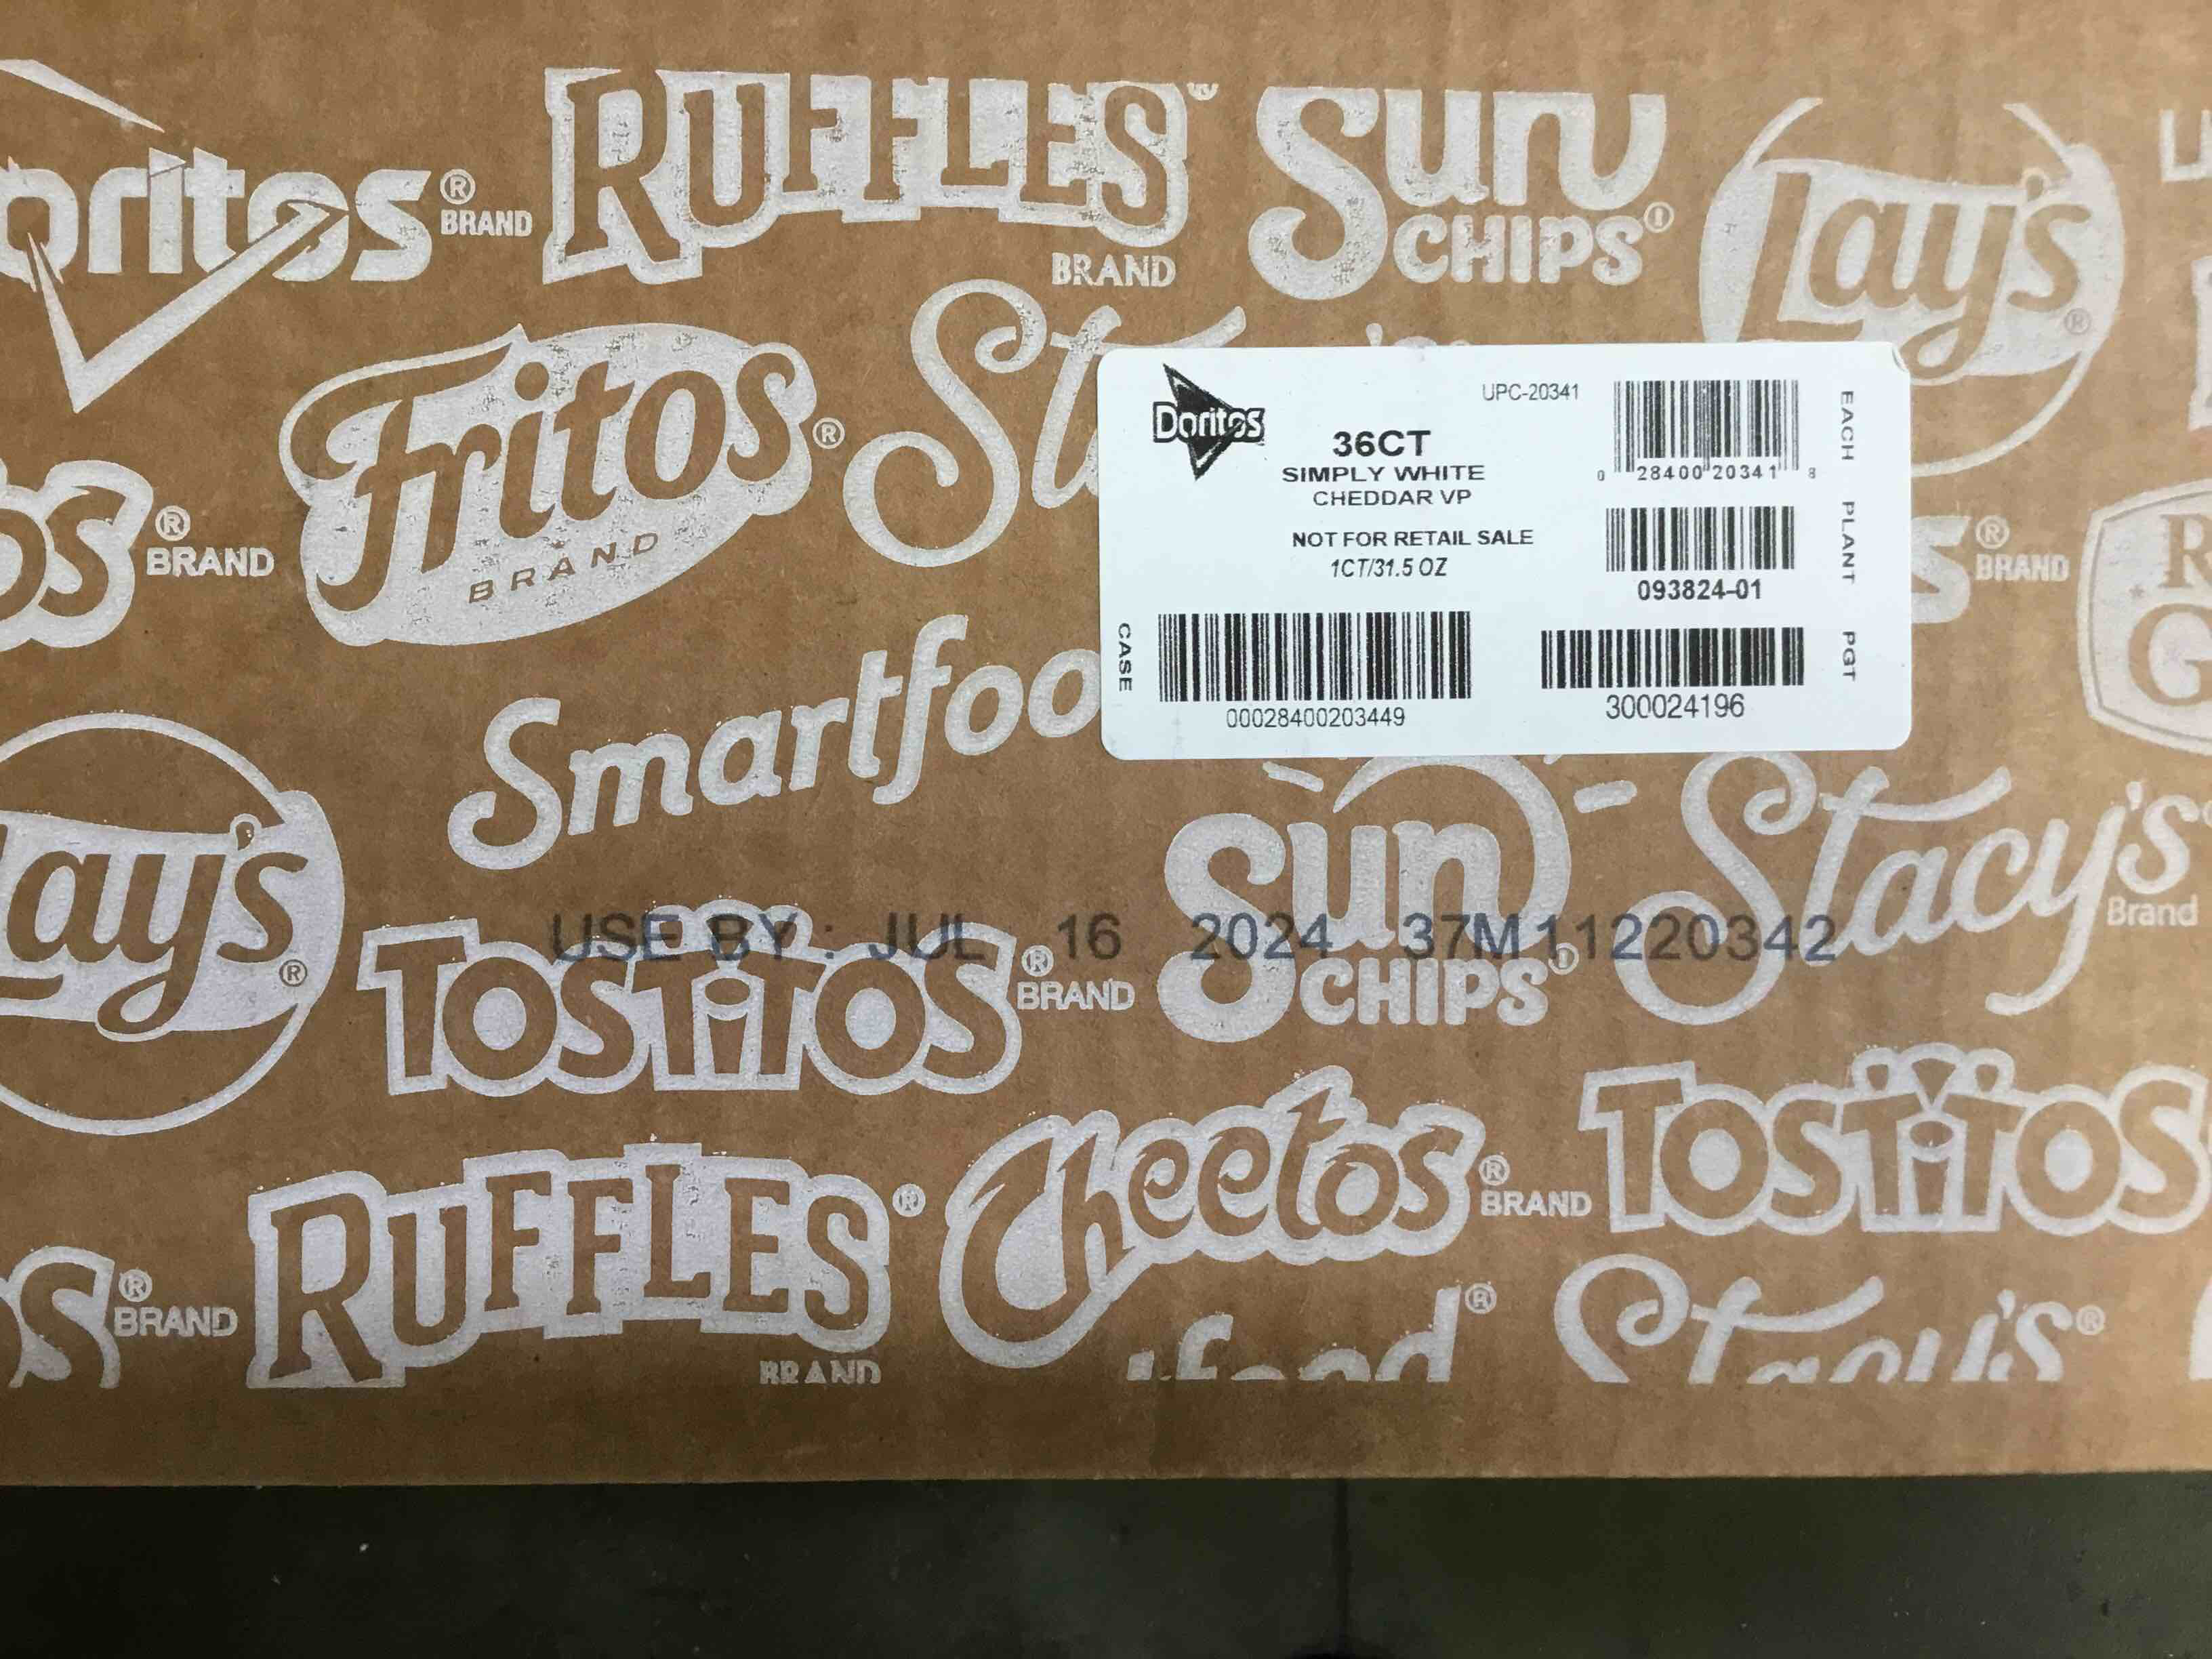 oritos® BRAND
RUFFLES® BRAND
Sun CHIPS®
Lay's®
BRAND
Fritos®
BRAND
Doritos
UPC-20341
36CT
SIMPLY WHITE
CHEDDAR VP
NOT FOR RETAIL SALE
1CT/31.5 OZ
0 28400 20341 8
EACH
093824-01
PLANT
CASE
00028400203449
300024196
PGT
® BRAND
Smartfoo
Lay's®
TOSTITOS® BRAND
Sun CHIPS®
Stacy's Brand
USE BY: JUL 16 2024 37M11220342
® BRAND
RUFFLES® BRAND
Cheetos® BRAND
TOSTITOS
food®
Stacy's®